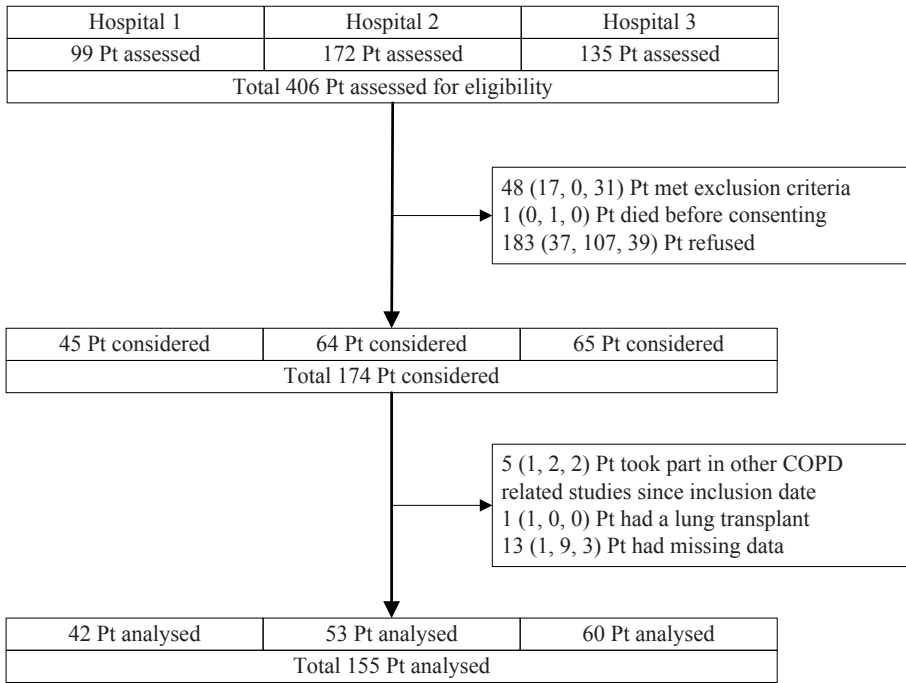 Hospital 1 Hospital 2 Hospital 3
99 Pt assessed 172 Pt assessed 135 Pt assessed
Total 406 Pt assessed for eligibility
48 (17, 0, 31) Pt met exclusion criteria
1 (0, 1, 0) Pt died before consenting
183 (37, 107, 39) Pt refused
45 Pt considered 64 Pt considered 65 Pt considered
Total 174 Pt considered
5 (1, 2, 2) Pt took part in other COPD
related studies since inclusion date
1 (1, 0, 0) Pt had a lung transplant
13 (1, 9, 3) Pt had missing data
42 Pt analysed 53 Pt analysed 60 Pt analysed
Total 155 Pt analysed